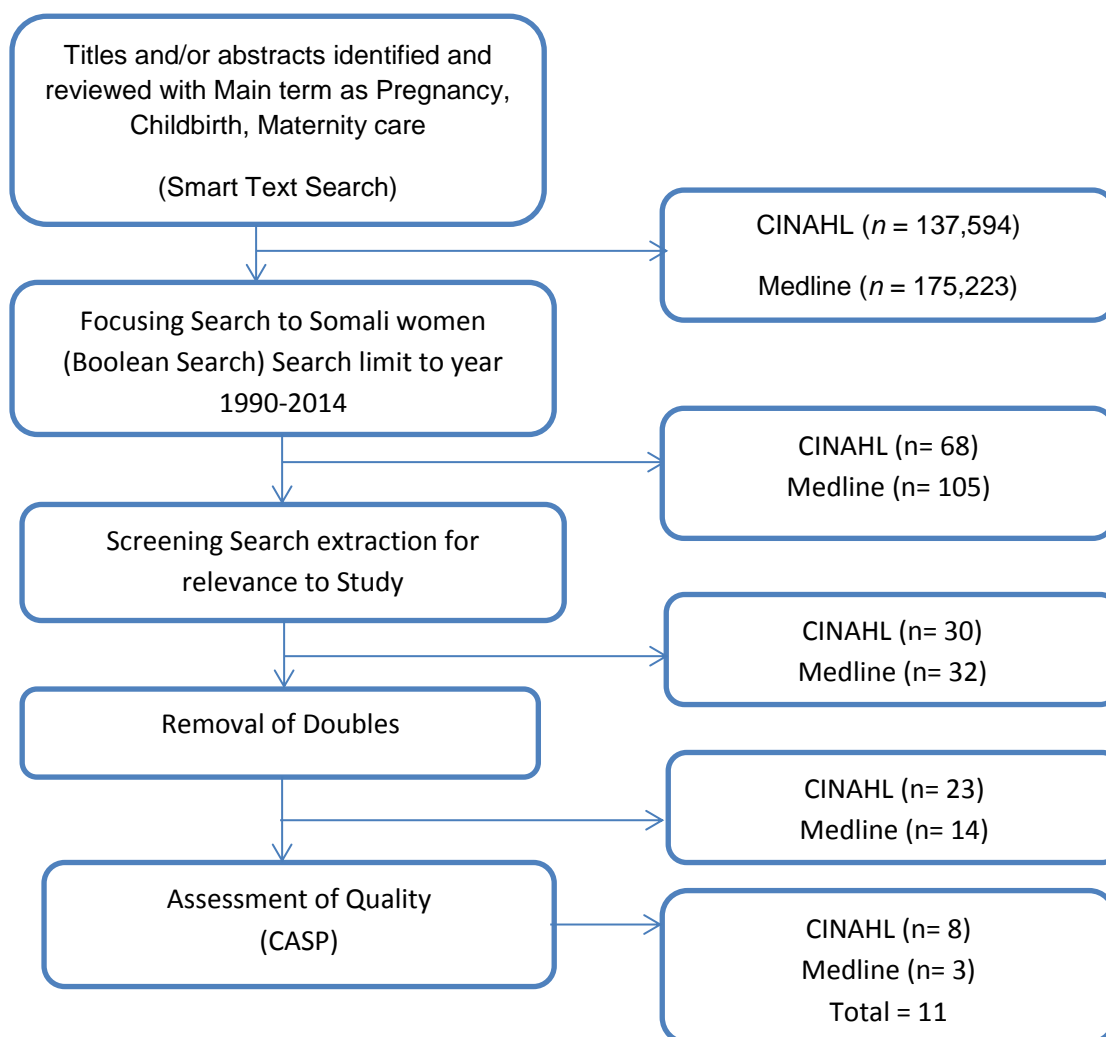 Titles and/or abstracts identified and
reviewed with Main term as Pregnancy,
Childbirth, Maternity care
(Smart Text Search)
CINAHL (n = 137,594)
Medline (n = 175,223)
Focusing Search to Somali women
(Boolean Search) Search limit to year
1990-2014
CINAHL (n= 68)
Medline (n= 105)
Screening Search extraction for
relevance to Study
CINAHL (n= 30)
Medline (n= 32)
Removal of Doubles
CINAHL (n= 23)
Medline (n= 14)
Assessment of Quality
(CASP)
CINAHL (n= 8)
Medline (n= 3)
Total = 11